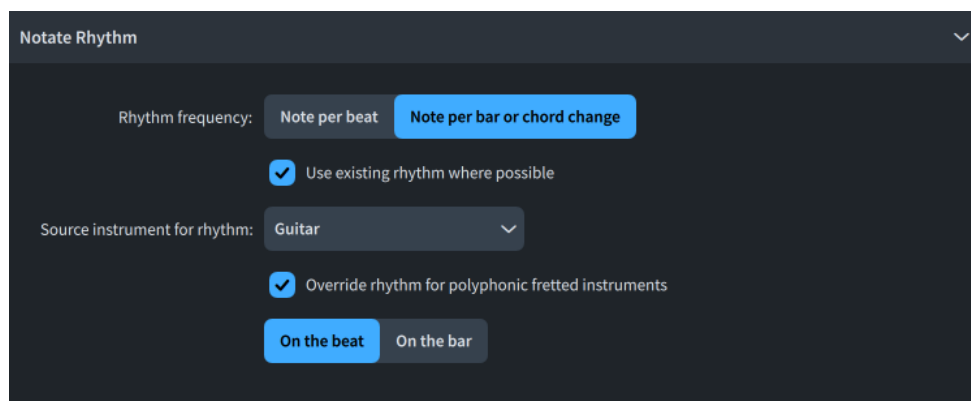 Notate Rhythm
Rhythm frequency: Note per beat Note per bar or chord change
Use existing rhythm where possible
Source instrument for rhythm: Guitar
Override rhythm for polyphonic fretted instruments
On the beat On the bar